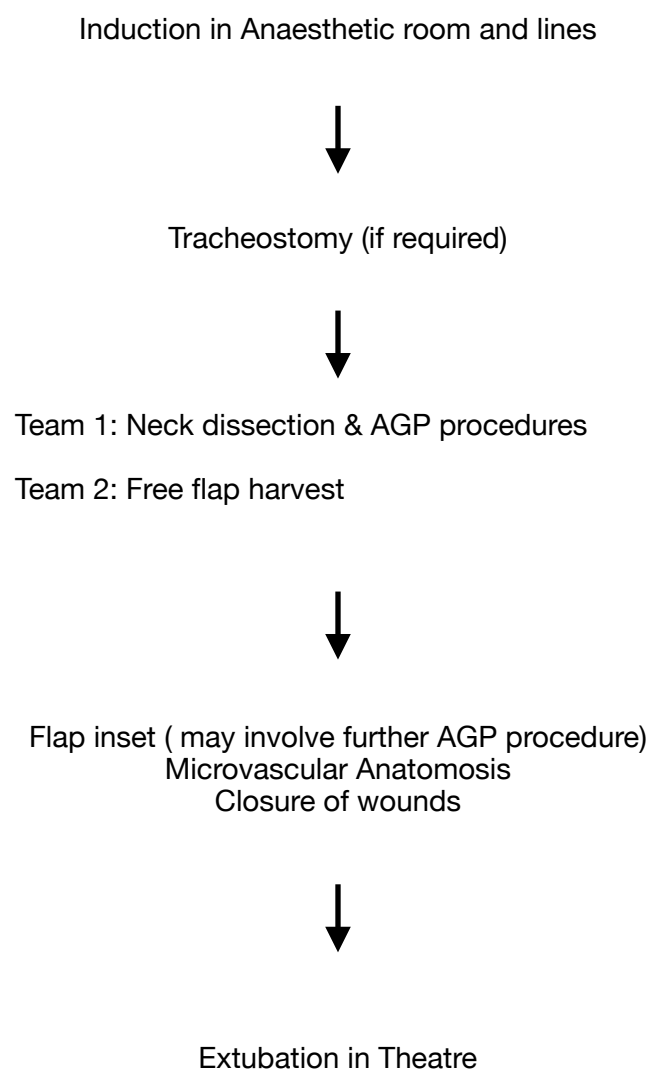 Induction in Anaesthetic room and lines
Tracheostomy (if required)
Team 1: Neck dissection & AGP procedures
Team 2: Free flap harvest
Flap inset ( may involve further AGP procedure)
Microvascular Anatomosis
Closure of wounds
Extubation in Theatre